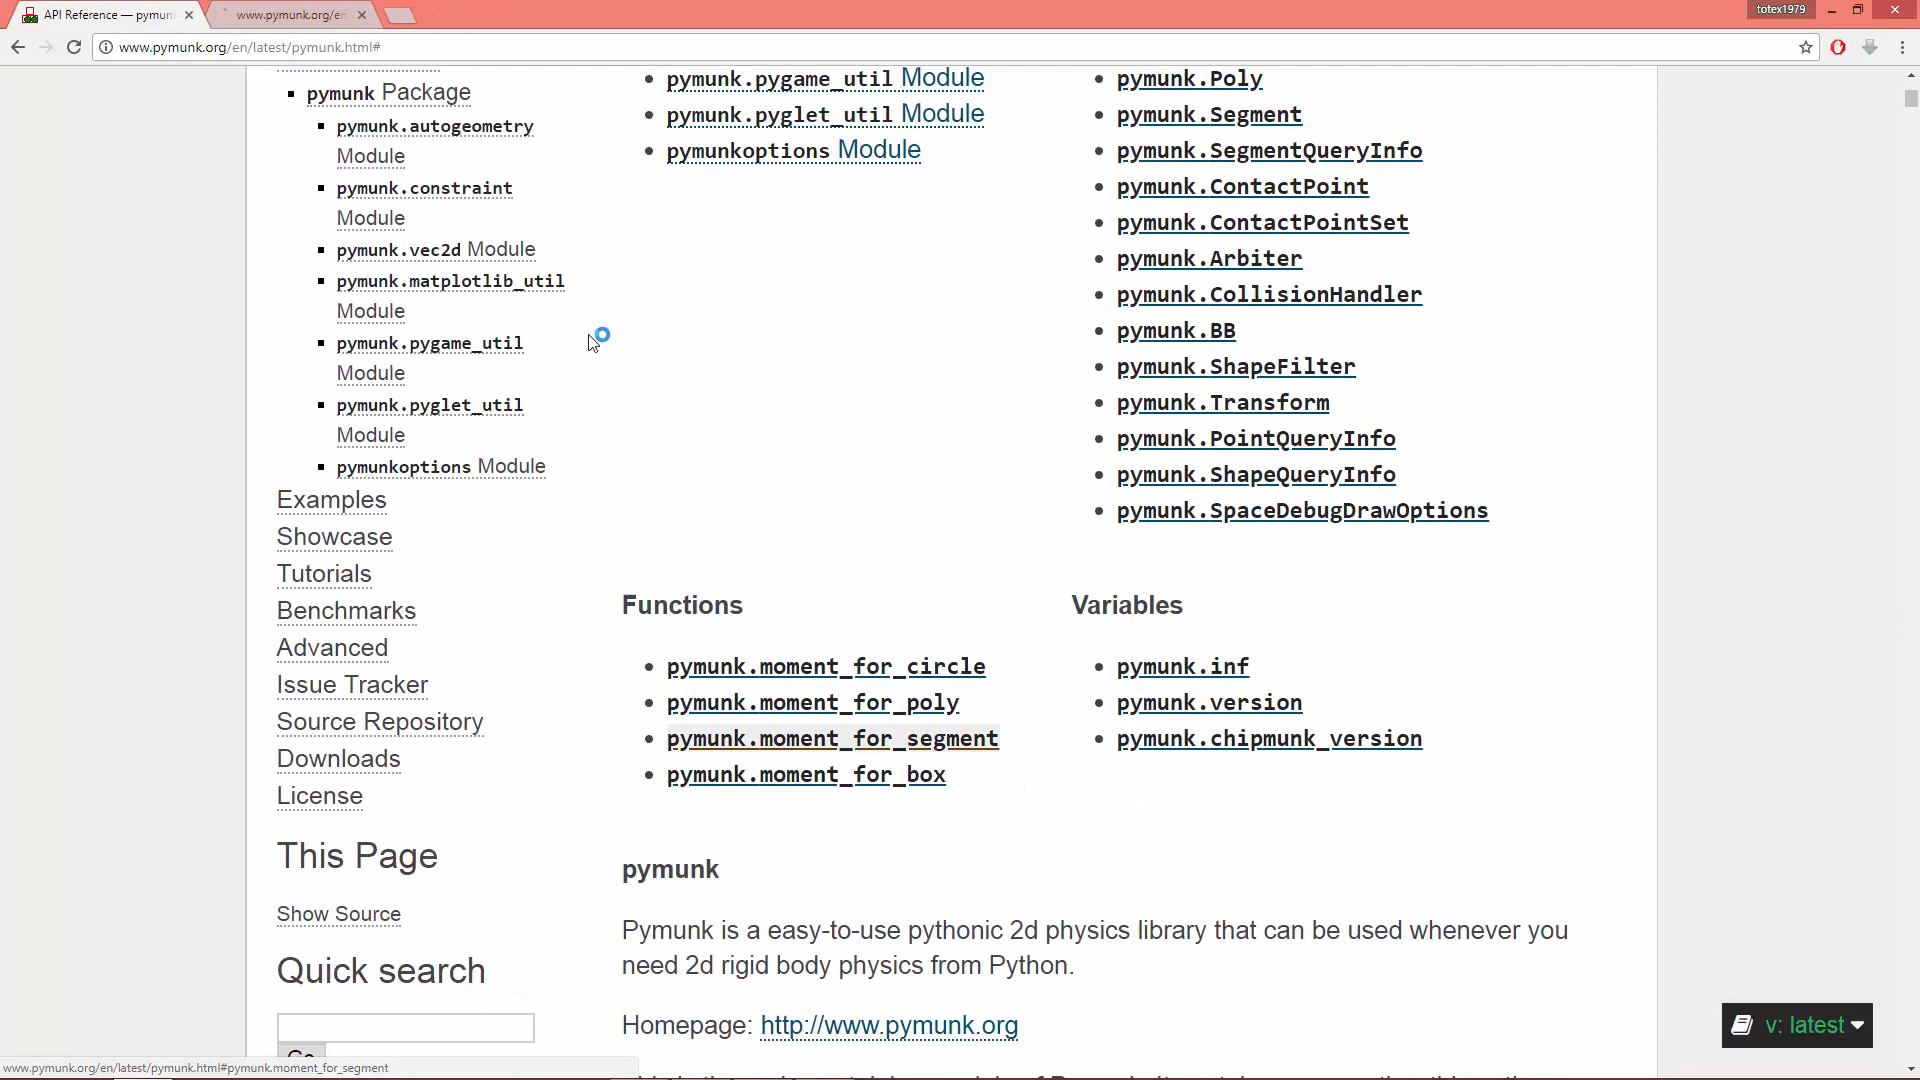 API Reference — pymun
www.pymunk.org/en
totex1979
www.pymunk.org/en/latest/pymunk.html#
pymunk Package
pymunk.autogeometry
Module
pymunk.constraint
Module
pymunk.vec2d Module
pymunk.matplotlib_util
Module
pymunk.pygame_util
Module
pymunk.pyglet_util
Module
pymunkoptions Module
Examples
Showcase
Tutorials
Benchmarks
Advanced
Issue Tracker
Source Repository
Downloads
License
This Page
Show Source
Quick search
Go
pymunk.pygame_util Module
pymunk.pyglet_util Module
pymunkoptions Module
pymunk.Poly
pymunk.Segment
pymunk.SegmentQueryInfo
pymunk.ContactPoint
pymunk.ContactPointSet
pymunk.Arbiter
pymunk.CollisionHandler
pymunk.BB
pymunk.ShapeFilter
pymunk.Transform
pymunk.PointQueryInfo
pymunk.ShapeQueryInfo
pymunk.SpaceDebugDrawOptions
Functions
pymunk.moment_for_circle
pymunk.moment_for_poly
pymunk.moment_for_segment
pymunk.moment_for_box
Variables
pymunk.inf
pymunk.version
pymunk.chipmunk_version
pymunk
Pymunk is a easy-to-use pythonic 2d physics library that can be used whenever you
need 2d rigid body physics from Python.
Homepage: http://www.pymunk.org
v: latest
www.pymunk.org/en/latest/pymunk.html#pymunk.moment_for_segment